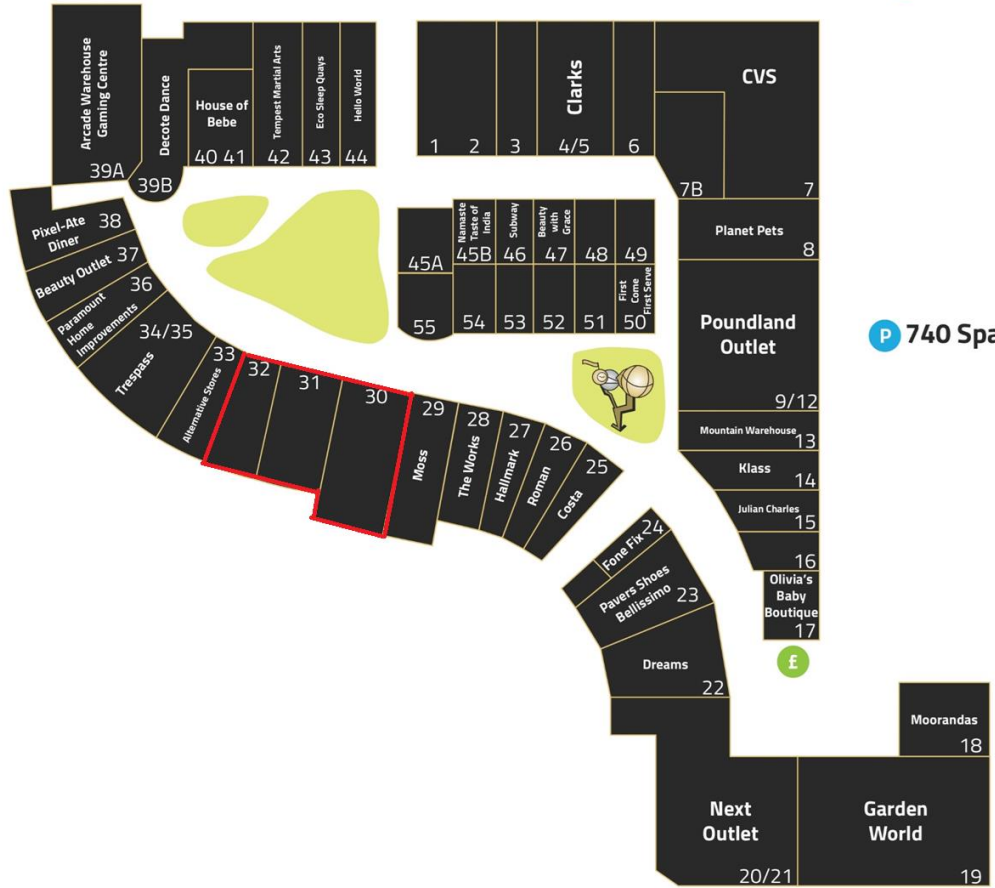 Arcade Warehouse
Gaming Centre
39A
Decote Dance
39B
House of
Bebe
40 41
Tempest Martial Arts
42
Eco Sleep Quays
43
Hello World
44
1
2
3
Clarks
4/5
6
CVS
7B
7
Pixel-Ate
Diner
38
Beauty Outlet
37
Paramount
Home
Improvements
36
34/35
Trespass
33
Alternative Stores
32
31
30
29
Moss
28
The Works
27
Hallmark
26
Roman
25
Costa
45A
Namaste
Taste of
India
45B
Subway
46
Beauty
with
Grace
47
48
49
55
54
53
52
51
First
Come
First Serve
50
Planet Pets
8
Poundland
Outlet
9/12
P 740 Spa
Mountain Warehouse
13
Klass
14
Julian Charles
15
16
Olivia's
Baby
Boutique
17
£
Fone Fix
24
Pavers Shoes
Bellissimo
23
Dreams
22
Moorandas
18
Next
Outlet
20/21
Garden
World
19